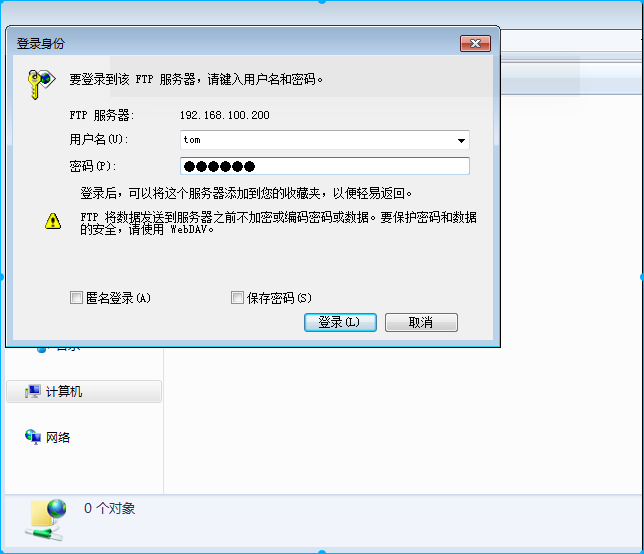 登录身份
要登录到该 FTP 服务器，请键入用户名和密码。
FTP 服务器: 192.168.100.200
用户名(U): tom
密码(P): ●●●●●●
登录后，可以将这个服务器添加到您的收藏夹，以便轻易返回。
FTP 将数据发送到服务器之前不加密或编码密码或数据。要保护密码和数据
的安全，请使用 WebDAV。
匿名登录(A) 保存密码(S)
登录(L) 取消
计算机
网络
0 个对象